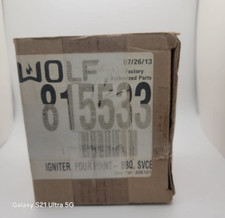 07/26/13
WOLF
Factory
Authorized Parts
815533
IGNITER, FOUR POINT - BBQ, SVCE
Galaxy S21 Ultra 5G